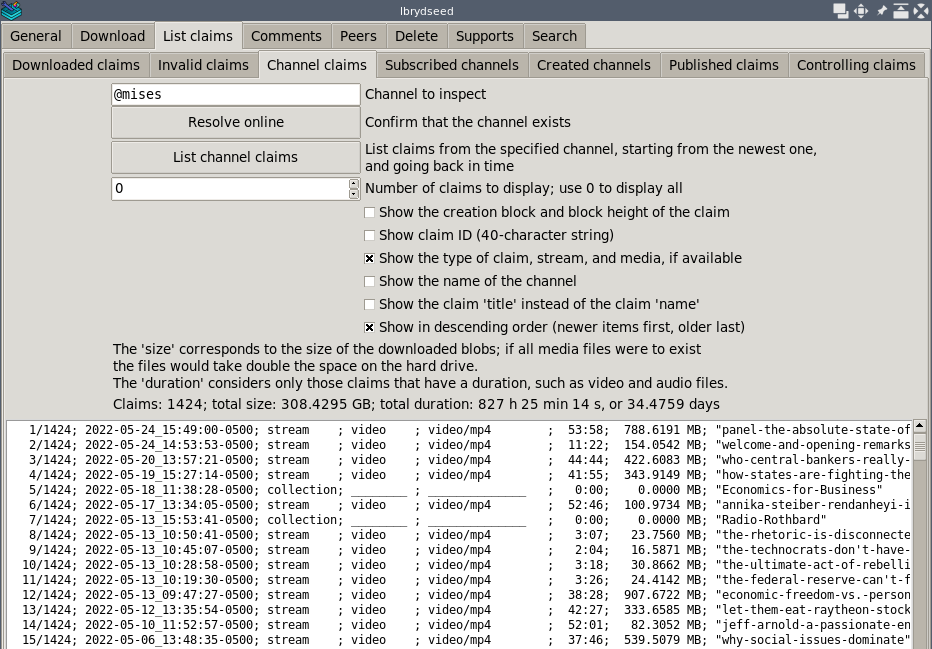 lbrydseed
General Download List claims Comments Peers Delete Supports Search
Downloaded claims Invalid claims Channel claims Subscribed channels Created channels Published claims Controlling claims
@mises Channel to inspect
Resolve online Confirm that the channel exists
List channel claims List claims from the specified channel, starting from the newest one,
and going back in time
0 Number of claims to display; use 0 to display all
Show the creation block and block height of the claim
Show claim ID (40-character string)
Show the type of claim, stream, and media, if available
Show the name of the channel
Show the claim 'title' instead of the claim 'name'
Show in descending order (newer items first, older last)
The 'size' corresponds to the size of the downloaded blobs; if all media files were to exist
the files would take double the space on the hard drive.
The 'duration' considers only those claims that have a duration, such as video and audio files.
Claims: 1424; total size: 308.4295 GB; total duration: 827 h 25 min 14 s, or 34.4759 days
1/1424; 2022-05-24_15:49:00-0500; stream ; video ; video/mp4 ; 53:58; 788.6191 MB; "panel-the-absolute-state-of
2/1424; 2022-05-24_14:53:53-0500; stream ; video ; video/mp4 ; 11:22; 154.0542 MB; "welcome-and-opening-remarks
3/1424; 2022-05-20_13:57:21-0500; stream ; video ; video/mp4 ; 44:44; 422.6083 MB; "who-central-bankers-really-
4/1424; 2022-05-19_15:27:14-0500; stream ; video ; video/mp4 ; 41:55; 343.9149 MB; "how-states-are-fighting-the
5/1424; 2022-05-18_11:38:28-0500; collection; ________ ; ______________ ; 0:00; 0.0000 MB; "Economics-for-Business"
6/1424; 2022-05-17_13:34:05-0500; stream ; video ; video/mp4 ; 52:46; 100.9734 MB; "annika-steiber-rendanheyi-i
7/1424; 2022-05-13_15:53:41-0500; collection; ________ ; ______________ ; 0:00; 0.0000 MB; "Radio-Rothbard"
8/1424; 2022-05-13_10:50:41-0500; stream ; video ; video/mp4 ; 3:07; 23.7560 MB; "the-rhetoric-is-disconnecte
9/1424; 2022-05-13_10:45:07-0500; stream ; video ; video/mp4 ; 2:04; 16.5871 MB; "the-technocrats-don't-have-
10/1424; 2022-05-13_10:28:58-0500; stream ; video ; video/mp4 ; 3:18; 30.8662 MB; "the-ultimate-act-of-rebelli
11/1424; 2022-05-13_10:19:30-0500; stream ; video ; video/mp4 ; 3:26; 24.4142 MB; "the-federal-reserve-can't-f
12/1424; 2022-05-13_09:47:27-0500; stream ; video ; video/mp4 ; 38:28; 907.6722 MB; "economic-freedom-vs.-person
13/1424; 2022-05-12_13:35:54-0500; stream ; video ; video/mp4 ; 42:27; 333.6585 MB; "let-them-eat-raytheon-stock
14/1424; 2022-05-10_11:52:57-0500; stream ; video ; video/mp4 ; 52:01; 82.3052 MB; "jeff-arnold-a-passionate-en
15/1424; 2022-05-06_13:48:35-0500; stream ; video ; video/mp4 ; 37:46; 539.5079 MB; "why-social-issues-dominate"